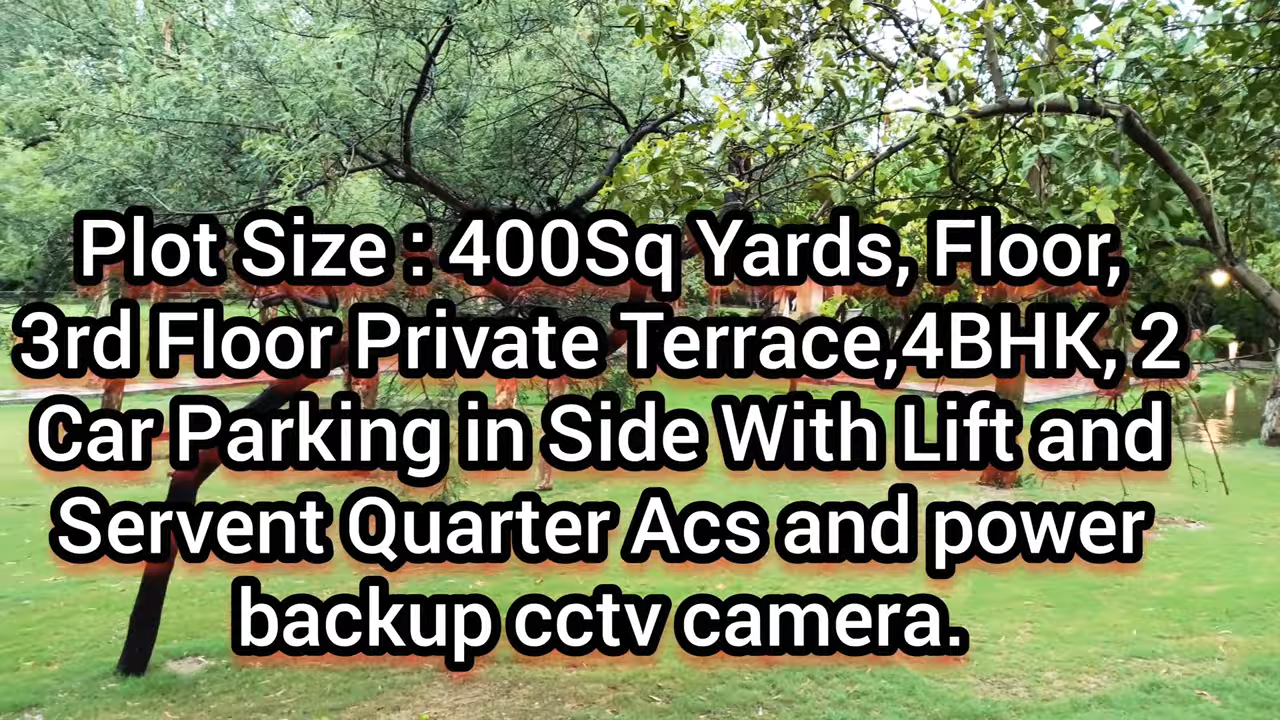 Plot Size : 400Sq Yards, Floor,
3rd Floor Private Terrace,4BHK, 2
Car Parking in Side With Lift and
Servent Quarter Acs and power
backup cctv camera.